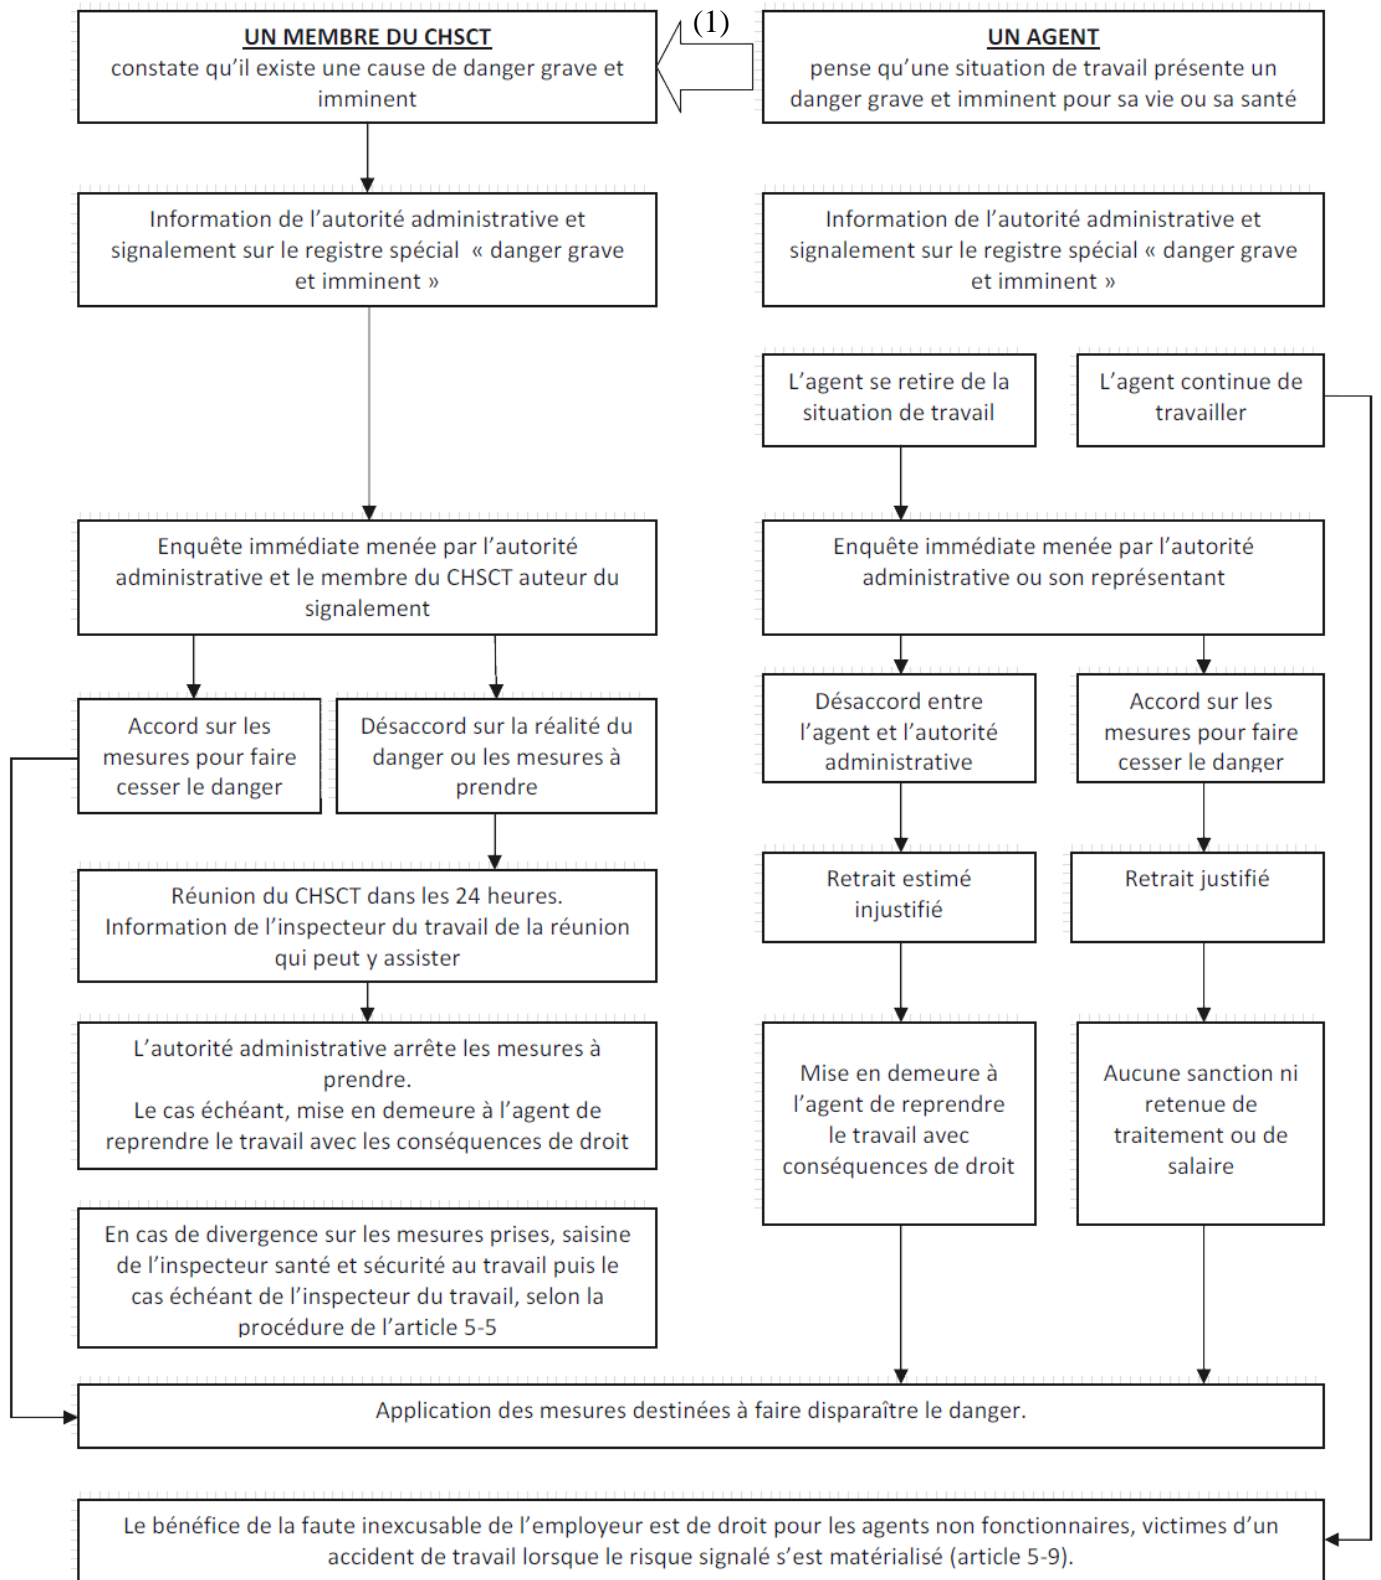 UN MEMBRE DU CHSCT
constate qu'il existe une cause de danger grave et
imminent
(1)
UN AGENT
pense qu'une situation de travail présente un
danger grave et imminent pour sa vie ou sa santé
Information de l'autorité administrative et
signalement sur le registre spécial « danger grave
et imminent »
Information de l'autorité administrative et
signalement sur le registre spécial « danger grave
et imminent »
L'agent se retire de la
situation de travail
L'agent continue de
travailler
Enquête immédiate menée par l'autorité
administrative et le membre du CHSCT auteur du
signalement
Enquête immédiate menée par l'autorité
administrative ou son représentant
Accord sur les
mesures pour faire
cesser le danger
Désaccord sur la réalité du
danger ou les mesures à
prendre
Désaccord entre
l'agent et l'autorité
administrative
Accord sur les
mesures pour faire
cesser le danger
Réunion du CHSCT dans les 24 heures.
Information de l'inspecteur du travail de la réunion
qui peut y assister
Retrait estimé
injustifié
Retrait justifié
L'autorité administrative arrête les mesures à
prendre.
Le cas échéant, mise en demeure à l'agent de
reprendre le travail avec les conséquences de droit
Mise en demeure à
l'agent de reprendre
le travail avec
conséquences de droit
Aucune sanction ni
retenue de
traitement ou de
salaire
En cas de divergence sur les mesures prises, saisine
de l'inspecteur santé et sécurité au travail puis le
cas échéant de l'inspecteur du travail, selon la
procédure de l'article 5-5
Application des mesures destinées à faire disparaître le danger.
Le bénéfice de la faute inexcusable de l'employeur est de droit pour les agents non fonctionnaires, victimes d'un
accident de travail lorsque le risque signalé s'est matérialisé (article 5-9).